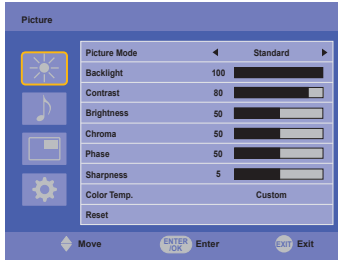 Picture
Picture Mode Standard
Backlight 100
Contrast 80
Brightness 50
Chroma 50
Phase 50
Sharpness 5
Color Temp. Custom
Reset
Move ENTER/OK Enter EXIT Exit